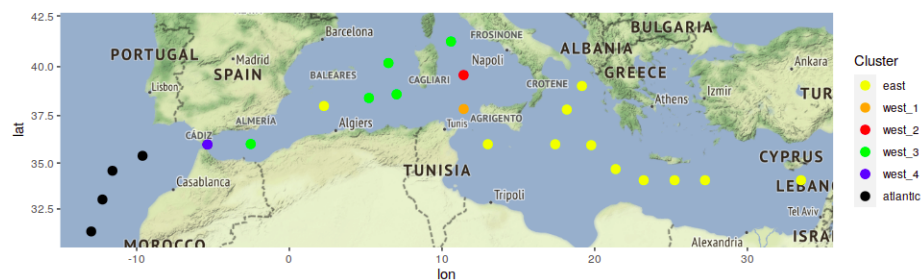 42.5
Barcelona
FROSINONE
BULGARIA
PORTUGAL
Madrid
Napoli
ALBANIA
Cluster
40.0
SPAIN
BALEARES
CAGLIARI
CROTENE
GREECE
Ankara
east
Lisbon
Izmir
TUR
west_1
lat
37.5
CÁDIZ
ALMERÍA
Algiers
Tunis
AGRIGENTO
Athens
west_2
west_3
35.0
Casablanca
TUNISIA
CYPRUS
west_4
LEBANO
atlantic
32.5
Tripoli
Tel Aviv
MOROCCO
Alexandria
ISRA
-10
0
10
20
30
lon